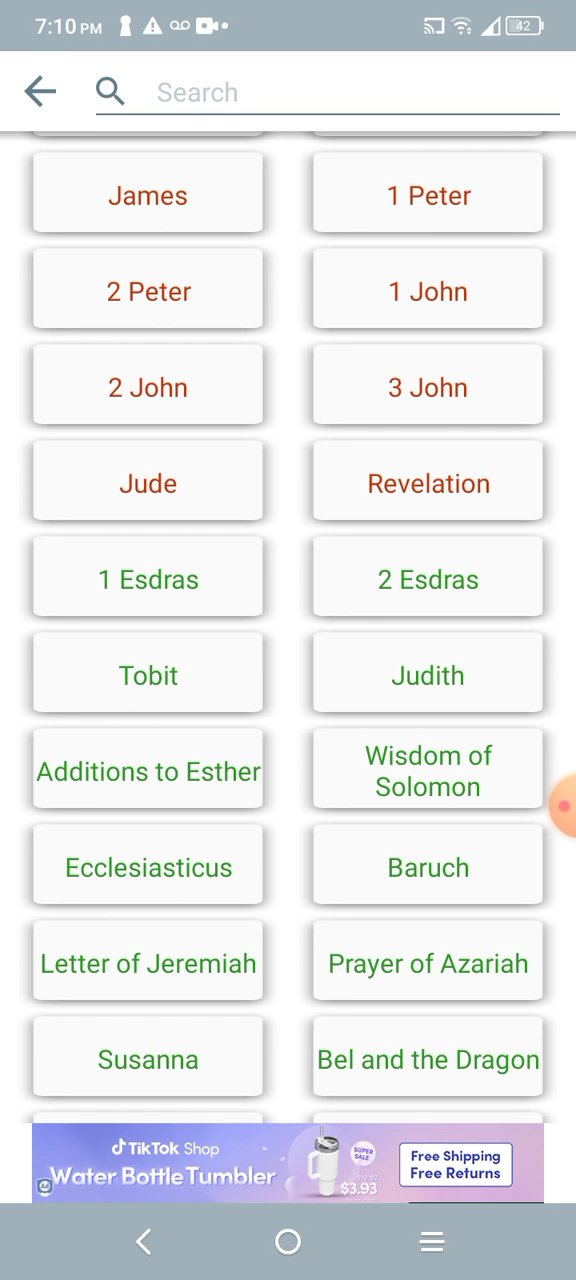 7:10 PM
42
Search
James
1 Peter
2 Peter
1 John
2 John
3 John
Jude
Revelation
1 Esdras
2 Esdras
Tobit
Judith
Additions to Esther
Wisdom of
Solomon
Ecclesiasticus
Baruch
Letter of Jeremiah
Prayer of Azariah
Susanna
Bel and the Dragon
TikTok Shop
Water Bottle Tumbler
SUPER
SALE
$3.93
Free Shipping
Free Returns